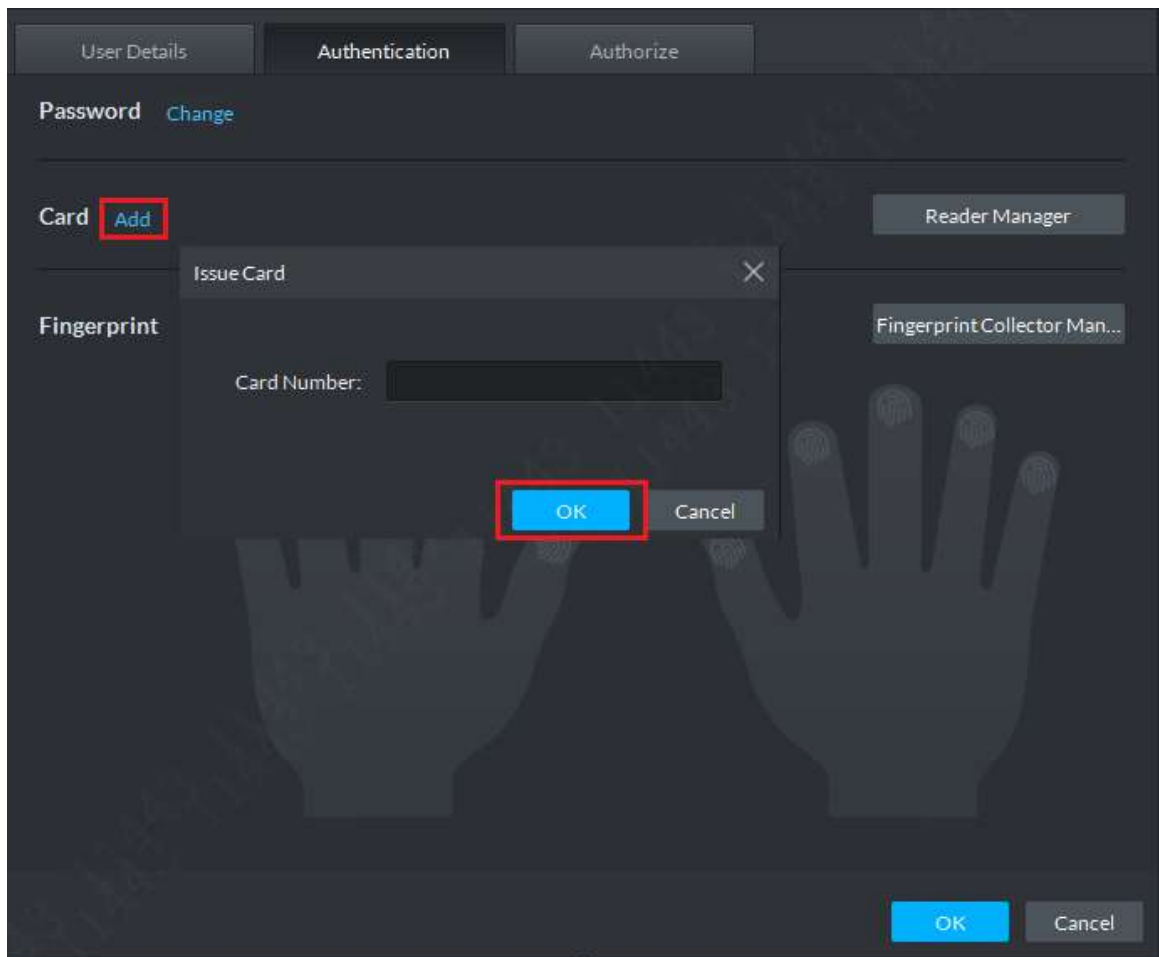 User Details Authentication Authorize
Password Change
Card Add Reader Manager
Issue Card
Fingerprint Fingerprint Collector Man...
Card Number:
OK Cancel
OK Cancel